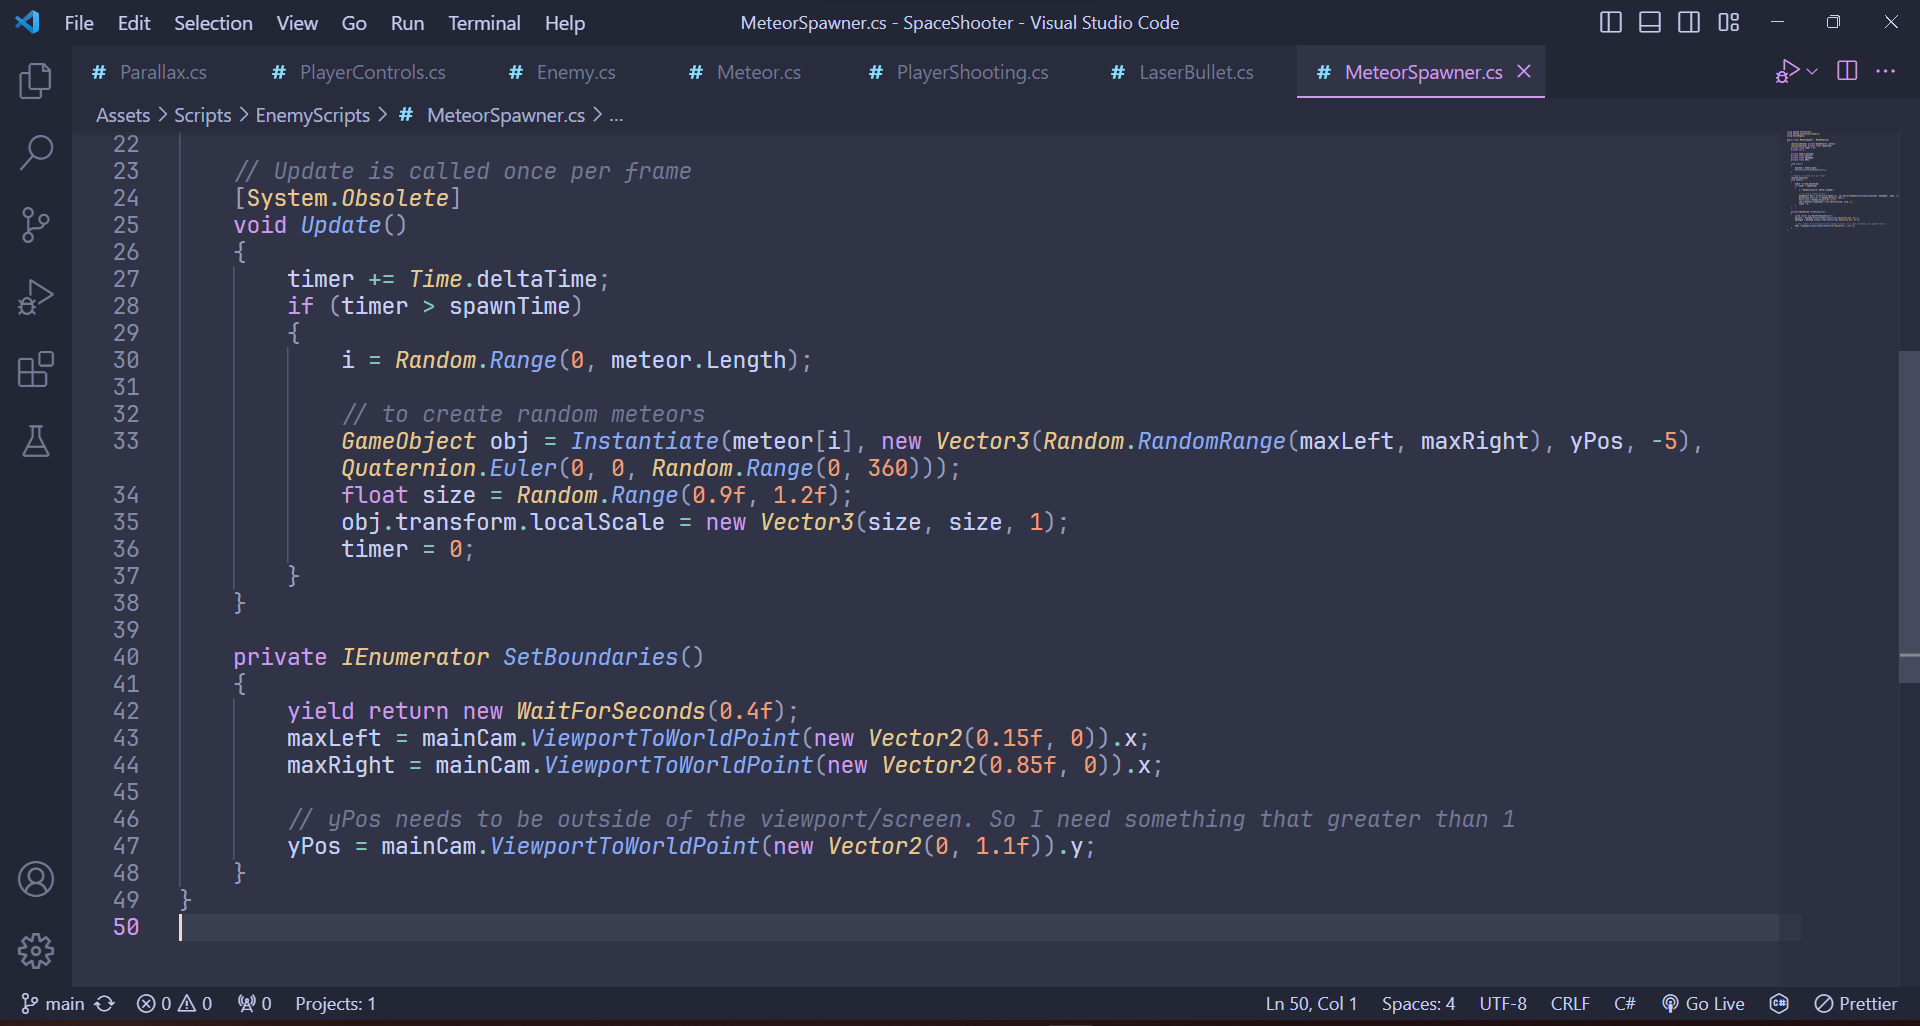 File Edit Selection View Go Run Terminal Help MeteorSpawner.cs - SpaceShooter - Visual Studio Code
# Parallax.cs # PlayerControls.cs # Enemy.cs # Meteor.cs # PlayerShooting.cs # LaserBullet.cs # MeteorSpawner.cs
Assets > Scripts > EnemyScripts > # MeteorSpawner.cs > ...
22
23 // Update is called once per frame
24 [System.Obsolete]
25 void Update()
26 {
27 timer += Time.deltaTime;
28 if (timer > spawnTime)
29 {
30 i = Random.Range(0, meteor.Length);
31
32 // to create random meteors
33 GameObject obj = Instantiate(meteor[i], new Vector3(Random.RandomRange(maxLeft, maxRight), yPos, -5),
Quaternion.Euler(0, 0, Random.Range(0, 360)));
34 float size = Random.Range(0.9f, 1.2f);
35 obj.transform.localScale = new Vector3(size, size, 1);
36 timer = 0;
37 }
38 }
39
40 private IEnumerator SetBoundaries()
41 {
42 yield return new WaitForSeconds(0.4f);
43 maxLeft = mainCam.ViewportToWorldPoint(new Vector2(0.15f, 0)).x;
44 maxRight = mainCam.ViewportToWorldPoint(new Vector2(0.85f, 0)).x;
45
46 // yPos needs to be outside of the viewport/screen. So I need something that greater than 1
47 yPos = mainCam.ViewportToWorldPoint(new Vector2(0, 1.1f)).y;
48 }
49 }
50
main 0 0 0 Projects: 1 Ln 50, Col 1 Spaces: 4 UTF-8 CRLF C# Go Live Prettier